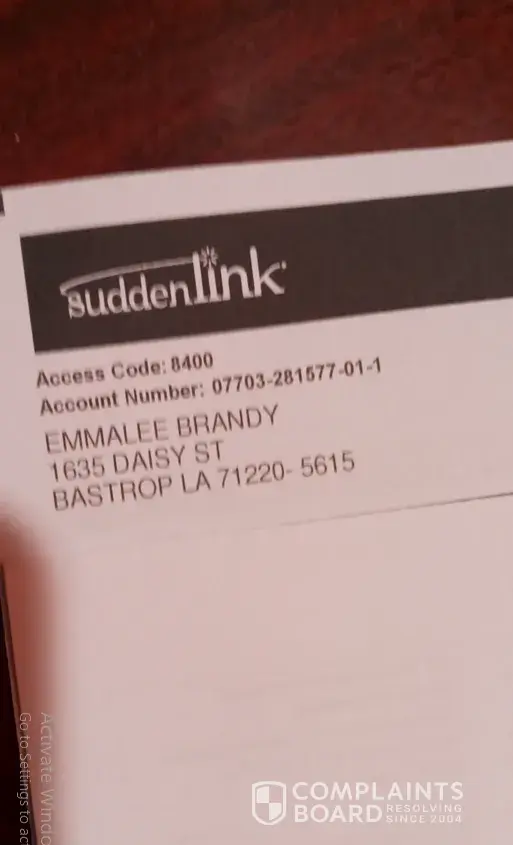 suddenlink
Access Code: 8400
Account Number: 07703-281577-01-1
EMMALEE BRANDY
1635 DAISY ST
BASTROP LA 71220- 5615
Activate Windo
Go to Settings to ac
COMPLAINTS
BOARD RESOLVING
SINCE 2004